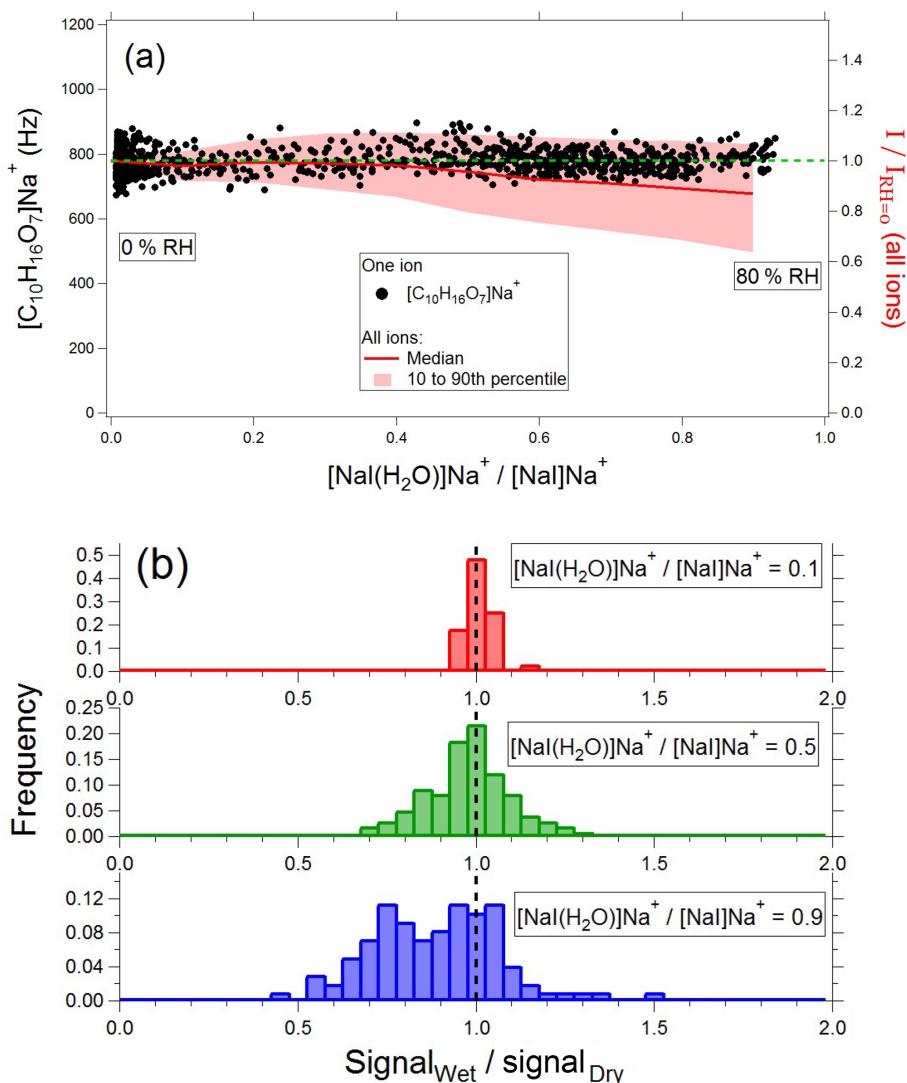 (a)
1200
1000
800
600
400
200
0
[C₁₀H₁₆O₇]Na⁺ (Hz)
1.4
1.2
1.0
0.8
0.6
0.4
0.2
0.0
I / I_RH=0 (all ions)
0 % RH
80 % RH
One ion
[C₁₀H₁₆O₇]Na⁺
All ions:
Median
10 to 90th percentile
0.0 0.2 0.4 0.6 0.8 1.0
[NaI(H₂O)]Na⁺ / [NaI]Na⁺
(b)
Frequency
0.5
0.4
0.3
0.2
0.1
0.0
[NaI(H₂O)]Na⁺ / [NaI]Na⁺ = 0.1
0.0 0.5 1.0 1.5 2.0
0.25
0.20
0.15
0.10
0.05
0.00
[NaI(H₂O)]Na⁺ / [NaI]Na⁺ = 0.5
0.0 0.5 1.0 1.5 2.0
0.12
0.08
0.04
0.00
[NaI(H₂O)]Na⁺ / [NaI]Na⁺ = 0.9
0.0 0.5 1.0 1.5 2.0
Signal_Wet / signal_Dry